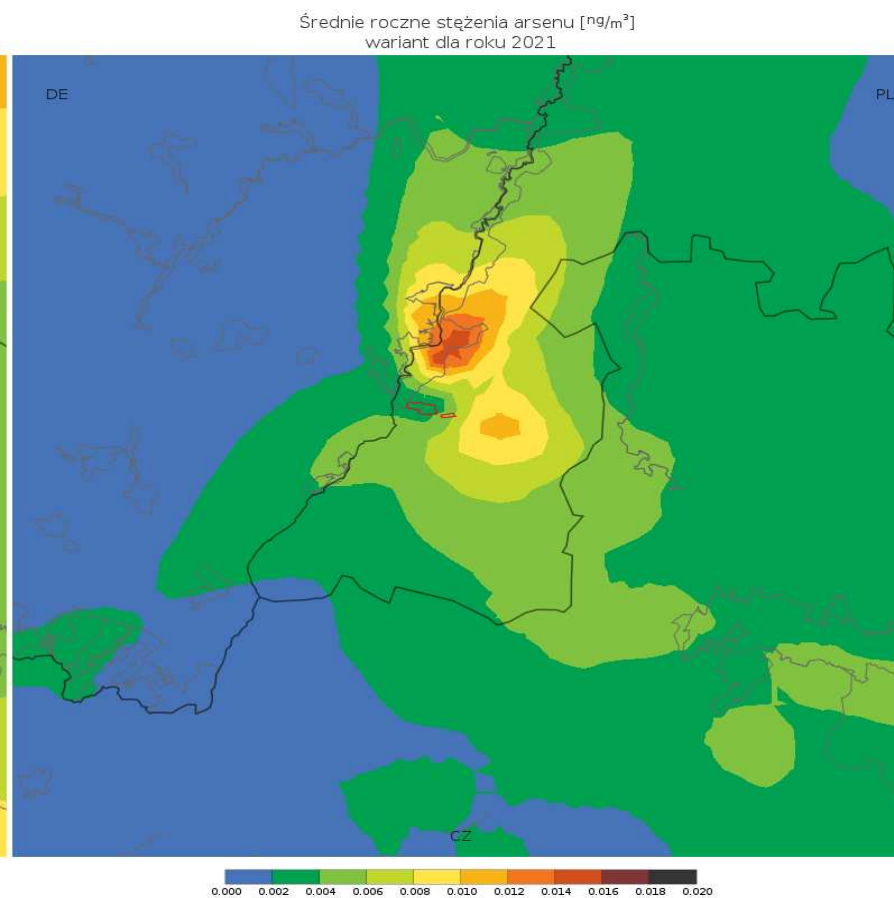 Średnie roczne stężenia arsenu [ng/m³]
wariant dla roku 2021
DE
PL
CZ
0.000 0.002 0.004 0.006 0.008 0.010 0.012 0.014 0.016 0.018 0.020